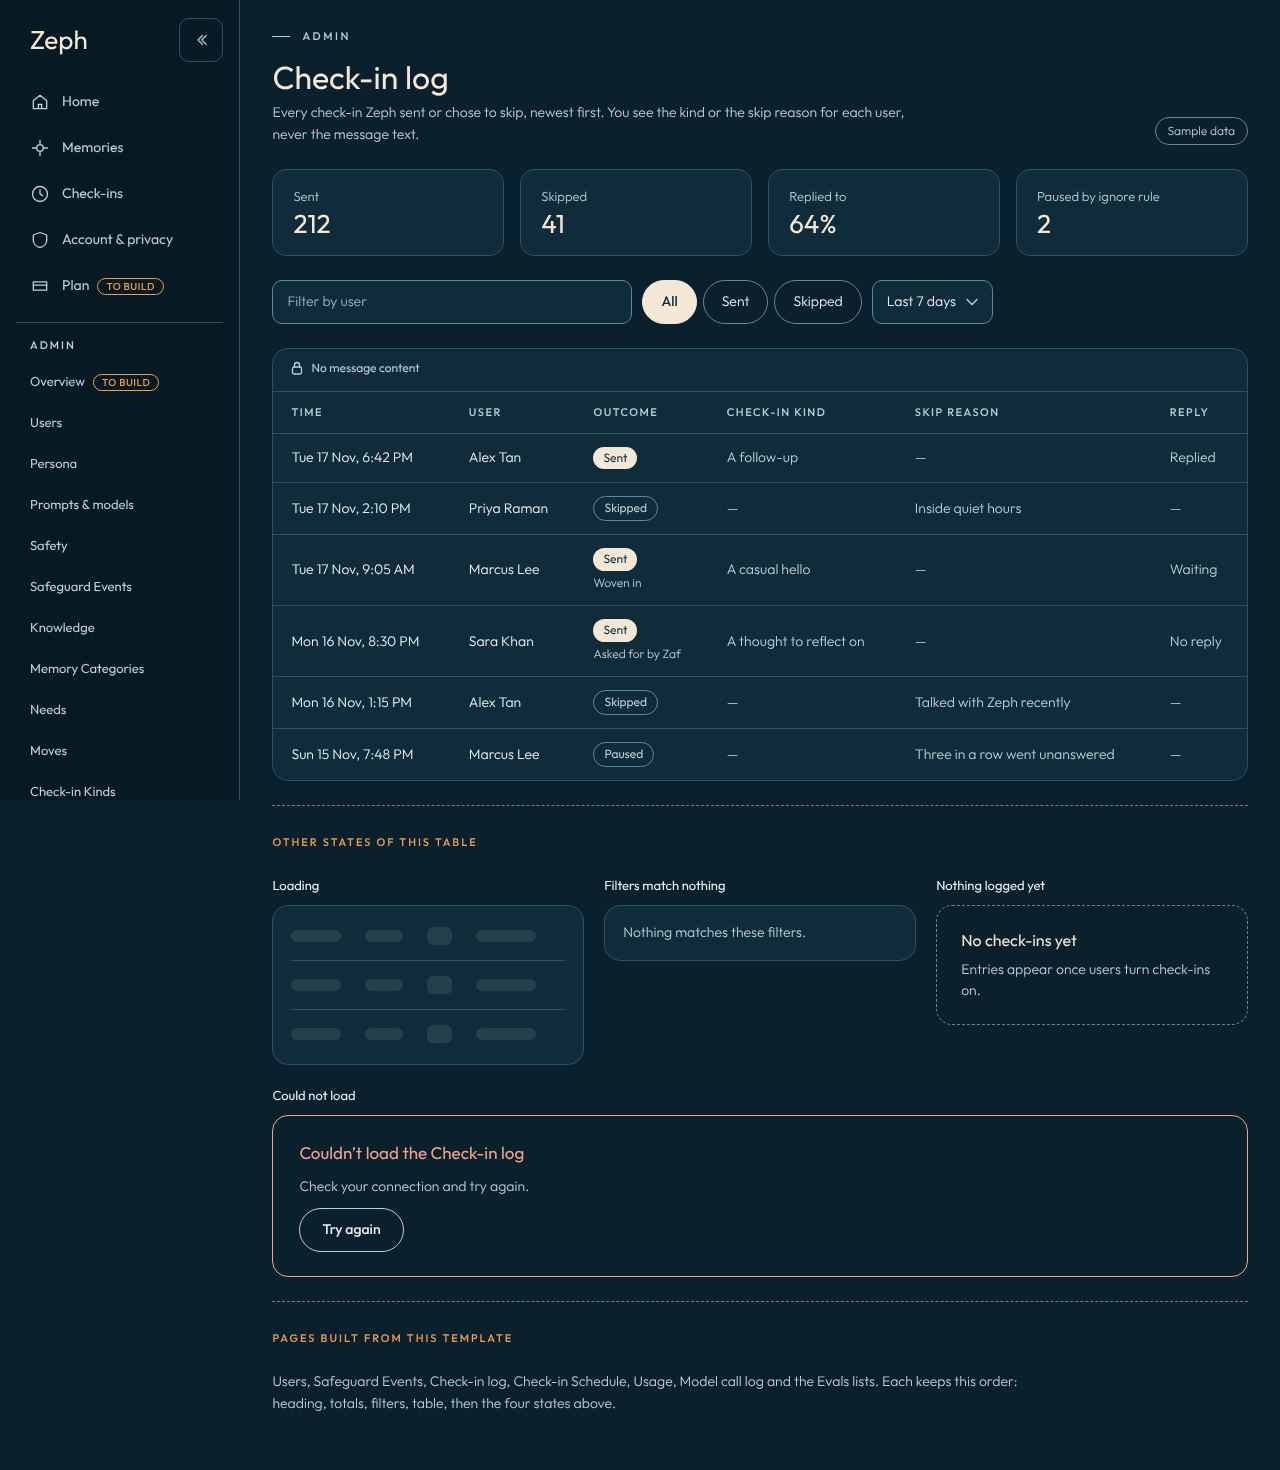 Zeph
Home
Memories
Check-ins
Account & privacy
Plan TO BUILD
ADMIN
Overview TO BUILD
Users
Persona
Prompts & models
Safety
Safeguard Events
Knowledge
Memory Categories
Needs
Moves
Check-in Kinds
ADMIN
Check-in log
Every check-in Zeph sent or chose to skip, newest first. You see the kind or the skip reason for each user,
never the message text.
Sample data
Sent
212
Skipped
41
Replied to
64%
Paused by ignore rule
2
Filter by user
All Sent Skipped Last 7 days
No message content
TIME USER OUTCOME CHECK-IN KIND SKIP REASON REPLY
Tue 17 Nov, 6:42 PM Alex Tan Sent A follow-up — Replied
Tue 17 Nov, 2:10 PM Priya Raman Skipped — Inside quiet hours —
Tue 17 Nov, 9:05 AM Marcus Lee Sent A casual hello — Waiting
Woven in
Mon 16 Nov, 8:30 PM Sara Khan Sent A thought to reflect on — No reply
Asked for by Zaf
Mon 16 Nov, 1:15 PM Alex Tan Skipped — Talked with Zeph recently —
Sun 15 Nov, 7:48 PM Marcus Lee Paused — Three in a row went unanswered —
OTHER STATES OF THIS TABLE
Loading
Filters match nothing
Nothing matches these filters.
Nothing logged yet
No check-ins yet
Entries appear once users turn check-ins
on.
Could not load
Couldn’t load the Check-in log
Check your connection and try again.
Try again
PAGES BUILT FROM THIS TEMPLATE
Users, Safeguard Events, Check-in log, Check-in Schedule, Usage, Model call log and the Evals lists. Each keeps this order:
heading, totals, filters, table, then the four states above.